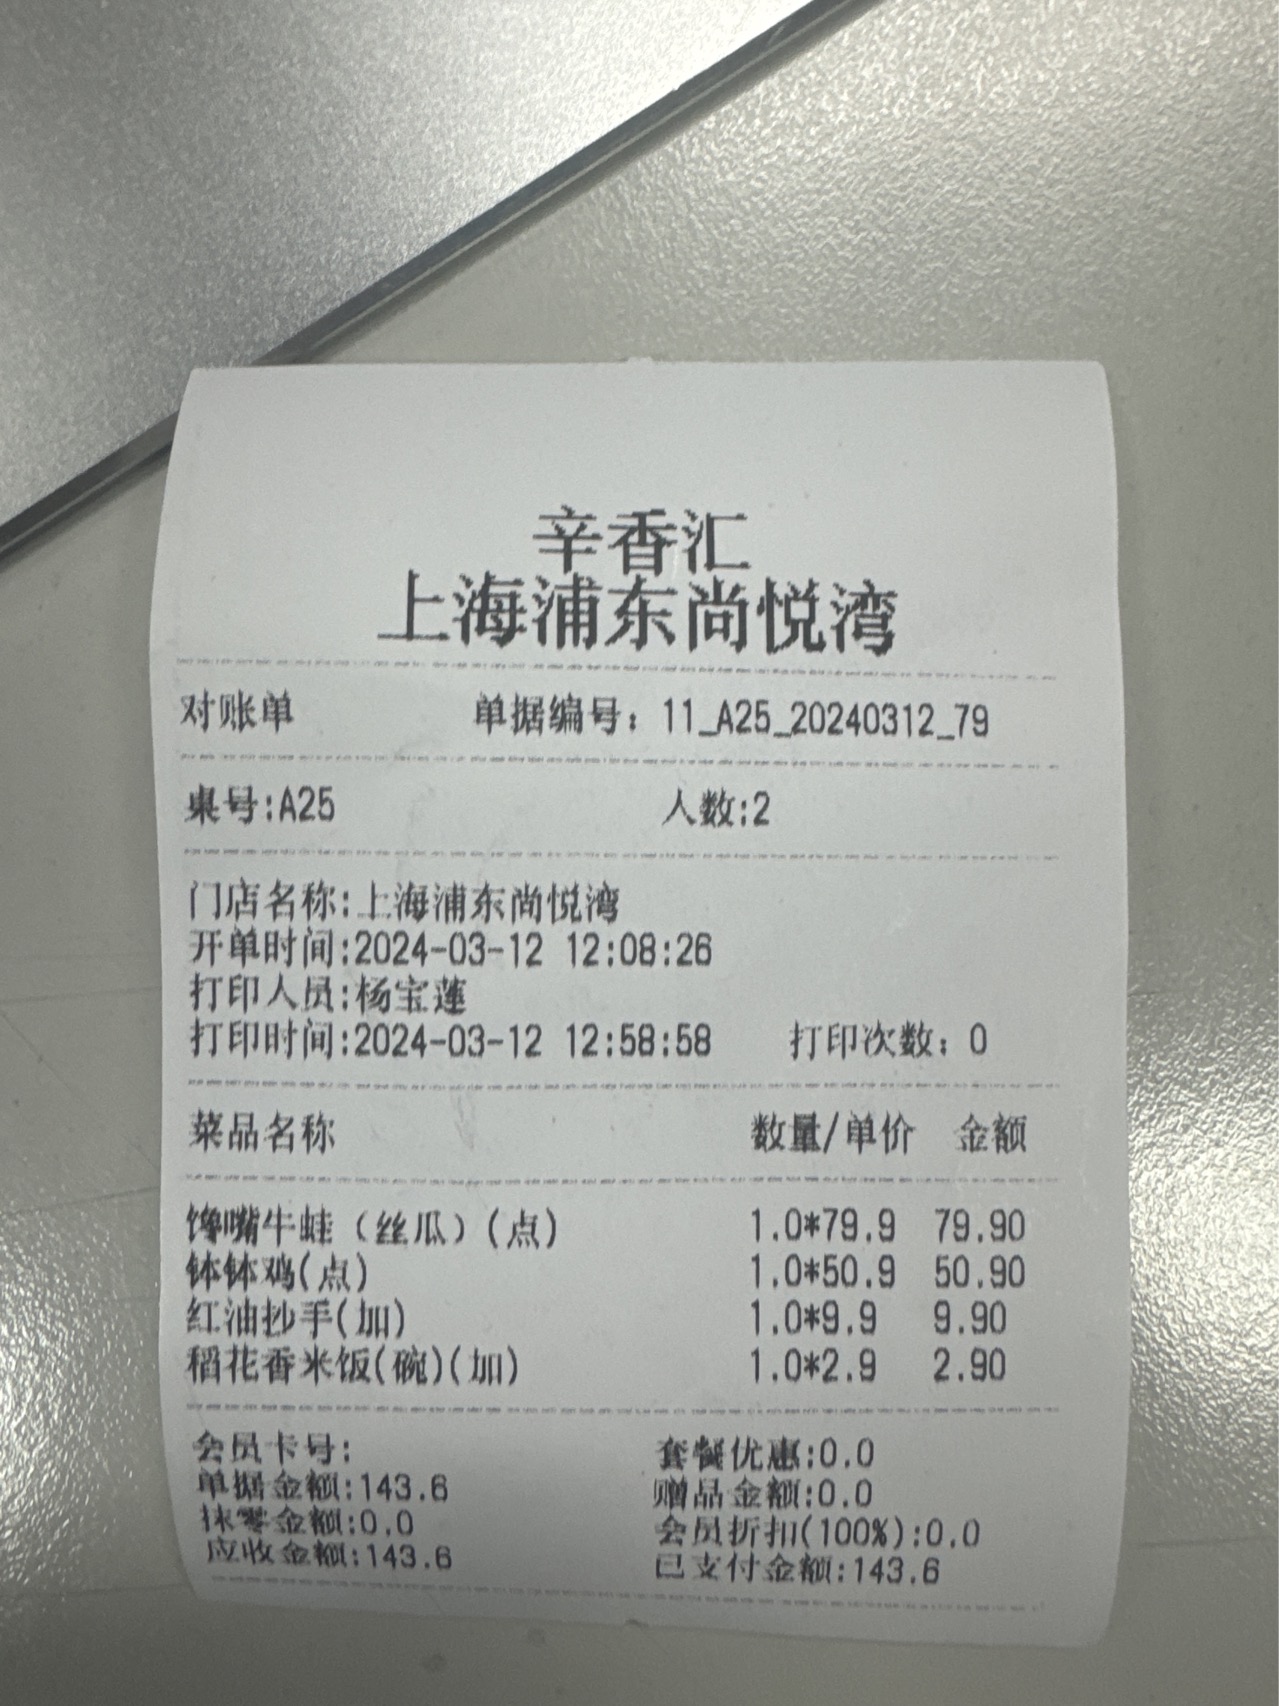 辛香汇
上海浦东尚悦湾
对账单 单据编号：11_A25_20240312_79
桌号:A25 人数:2
门店名称:上海浦东尚悦湾
开单时间:2024-03-12 12:08:26
打印人员:杨宝莲
打印时间:2024-03-12 12:58:58 打印次数：0
菜品名称 数量/单价 金额
馋嘴牛蛙（丝瓜）(点) 1.0*79.9 79.90
钵钵鸡(点) 1.0*50.9 50.90
红油抄手(加) 1.0*9.9 9.90
稻花香米饭(碗)(加) 1.0*2.9 2.90
会员卡号: 套餐优惠:0.0
单据金额:143.6 赠品金额:0.0
抹零金额:0.0 会员折扣(100%):0.0
应收金额:143.6 已支付金额:143.6